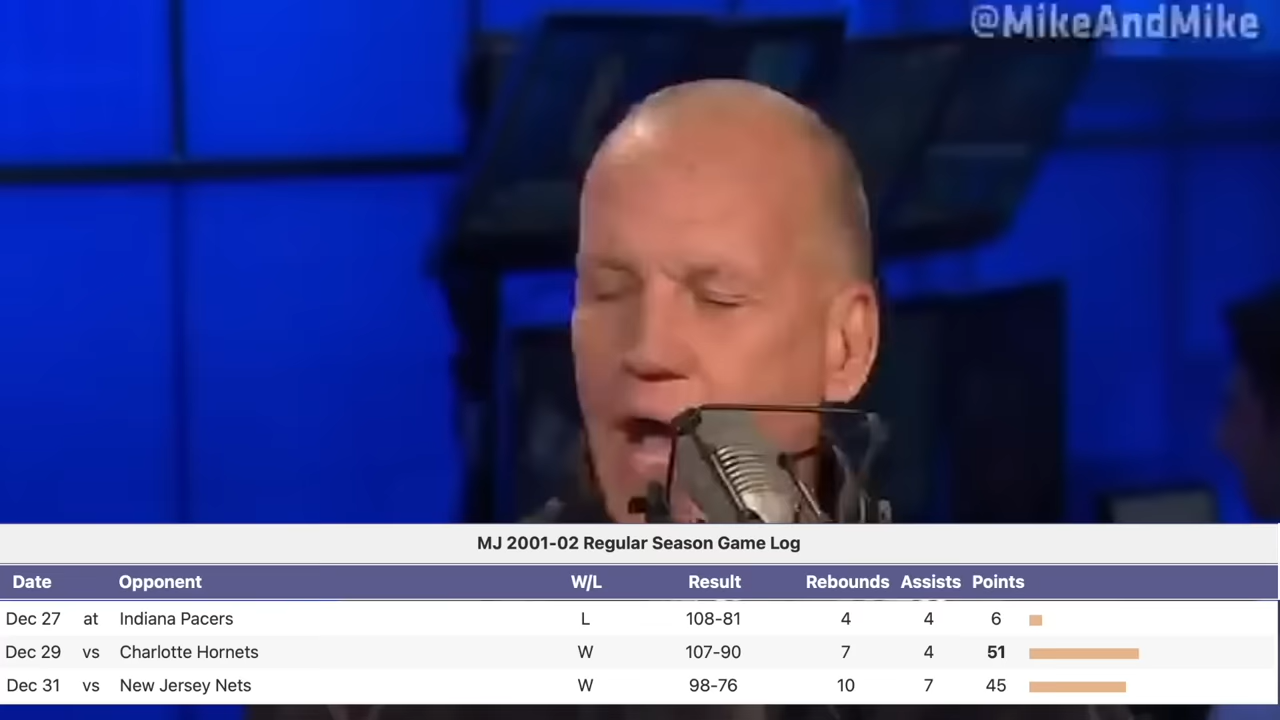 @MikeAndMike
MJ 2001-02 Regular Season Game Log
Date Opponent W/L Result Rebounds Assists Points
Dec 27 at Indiana Pacers L 108-81 4 4 6
Dec 29 vs Charlotte Hornets W 107-90 7 4 51
Dec 31 vs New Jersey Nets W 98-76 10 7 45